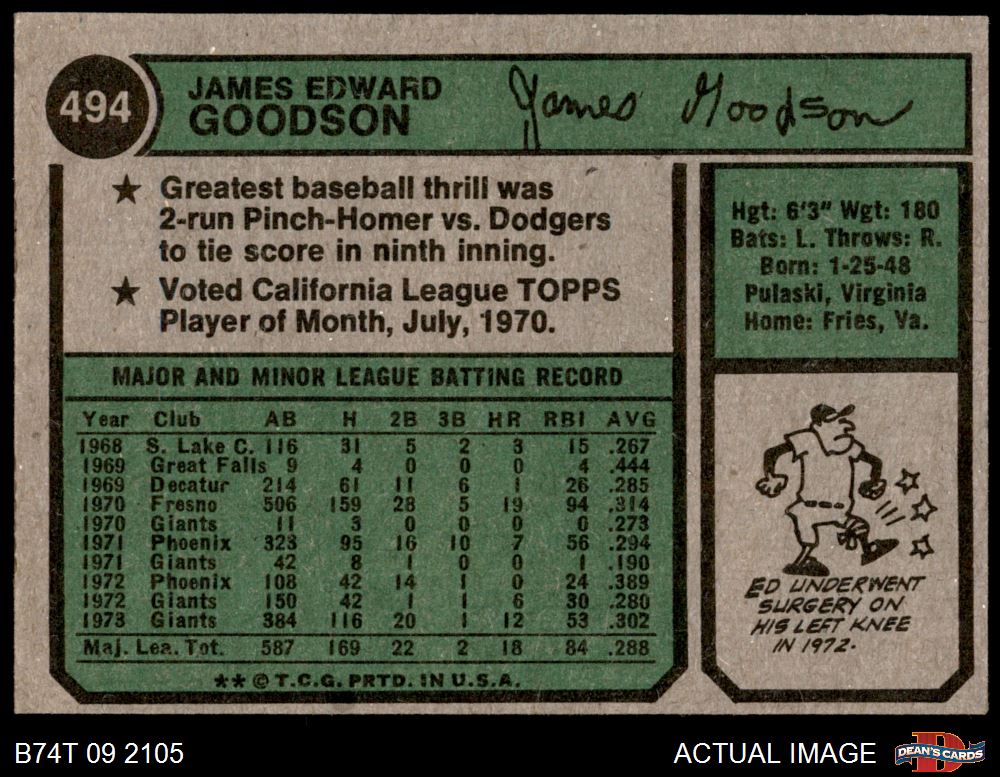 494
JAMES EDWARD
GOODSON
James Goodson
★ Greatest baseball thrill was
2-run Pinch-Homer vs. Dodgers
to tie score in ninth inning.
★ Voted California League TOPPS
Player of Month, July, 1970.
Hgt: 6'3" Wgt: 180
Bats: L. Throws: R.
Born: 1-25-48
Pulaski, Virginia
Home: Fries, Va.
MAJOR AND MINOR LEAGUE BATTING RECORD
Year Club AB H 2B 3B HR RBI AVG
1968 S. Lake C. 116 31 5 2 3 15 .267
1969 Great Falls 9 4 0 0 0 4 .444
1969 Decatur 214 61 11 6 1 26 .285
1970 Fresno 506 159 28 5 19 94 .314
1970 Giants 11 3 0 0 0 0 .273
1971 Phoenix 323 95 16 10 7 56 .294
1971 Giants 42 8 1 0 0 1 .190
1972 Phoenix 108 42 14 1 0 24 .389
1972 Giants 150 42 1 1 6 30 .280
1973 Giants 384 116 20 1 12 53 .302
Maj. Lea. Tot. 587 169 22 2 18 84 .288
** © T.C.G. PRTD. IN U.S.A.
ED UNDERWENT
SURGERY ON
HIS LEFT KNEE
IN 1972.
B74T 09 2105
ACTUAL IMAGE
D
DEAN'S CARDS